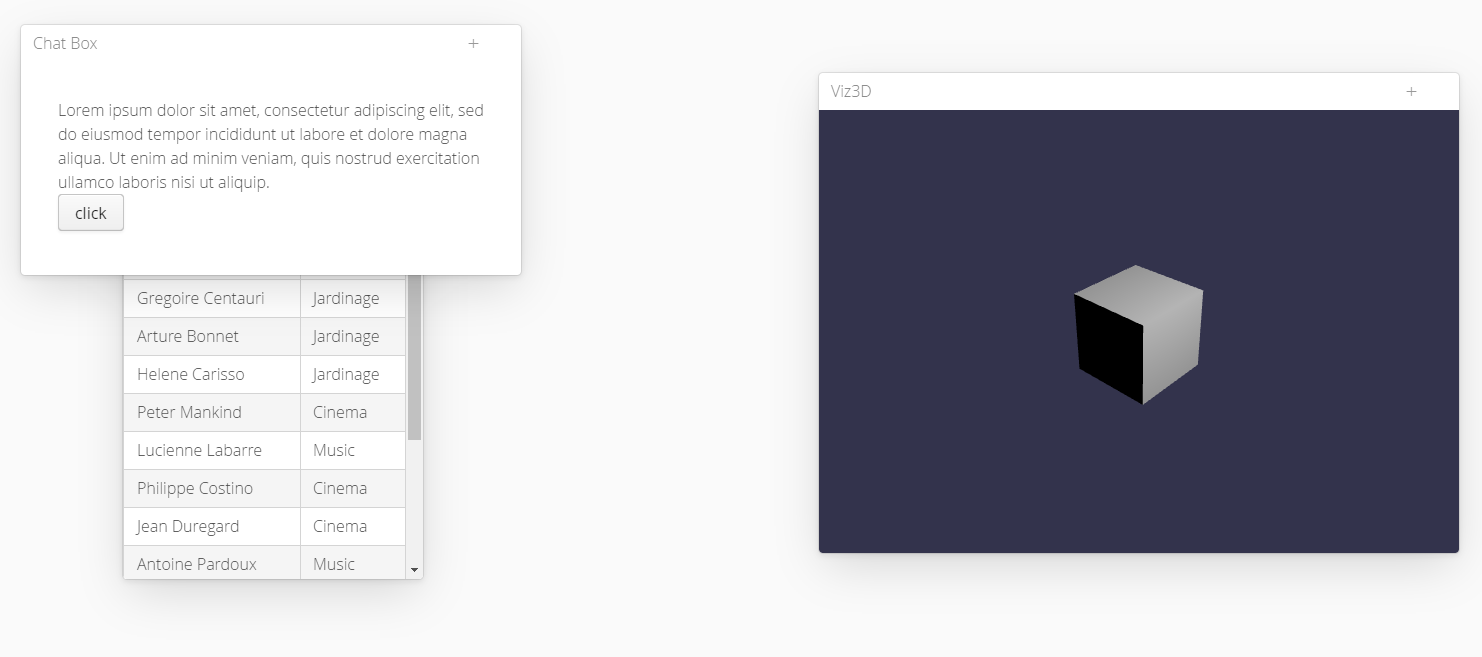 Chat Box +
Lorem ipsum dolor sit amet, consectetur adipiscing elit, sed
do eiusmod tempor incididunt ut labore et dolore magna
aliqua. Ut enim ad minim veniam, quis nostrud exercitation
ullamco laboris nisi ut aliquip.
click
Gregoire Centauri Jardinage
Arture Bonnet Jardinage
Helene Carisso Jardinage
Peter Mankind Cinema
Lucienne Labarre Music
Philippe Costino Cinema
Jean Duregard Cinema
Antoine Pardoux Music
Viz3D +